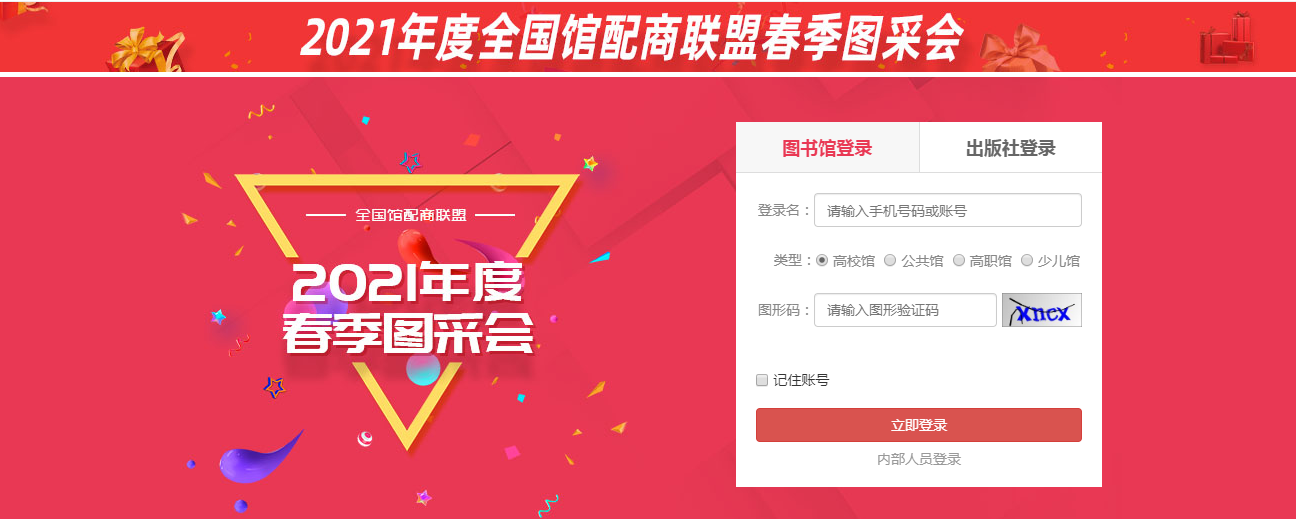 2021年度全国馆配商联盟春季图采会
全国馆配商联盟
2021年度
春季图采会
图书馆登录 出版社登录
登录名： 请输入手机号码或账号
类型： 高校馆 公共馆 高职馆 少儿馆
图形码： 请输入图形验证码 xnex
记住账号
立即登录
内部人员登录